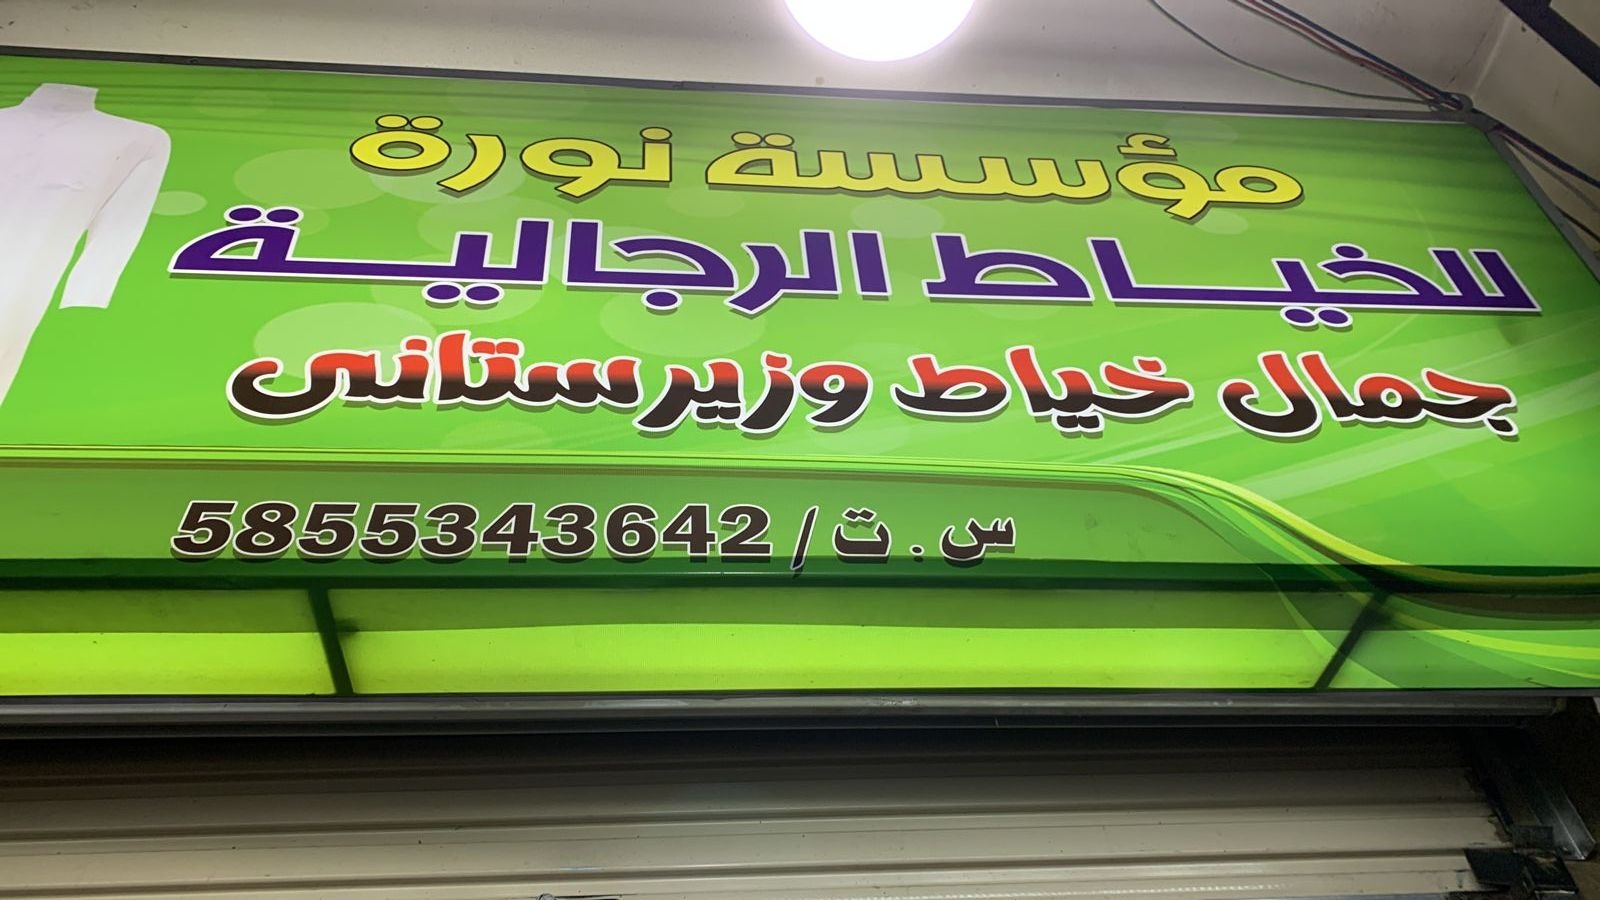 مؤسسة نورة
للخياط الرجالية
جمال خياط وزيرستانى
س . ت / 5855343642